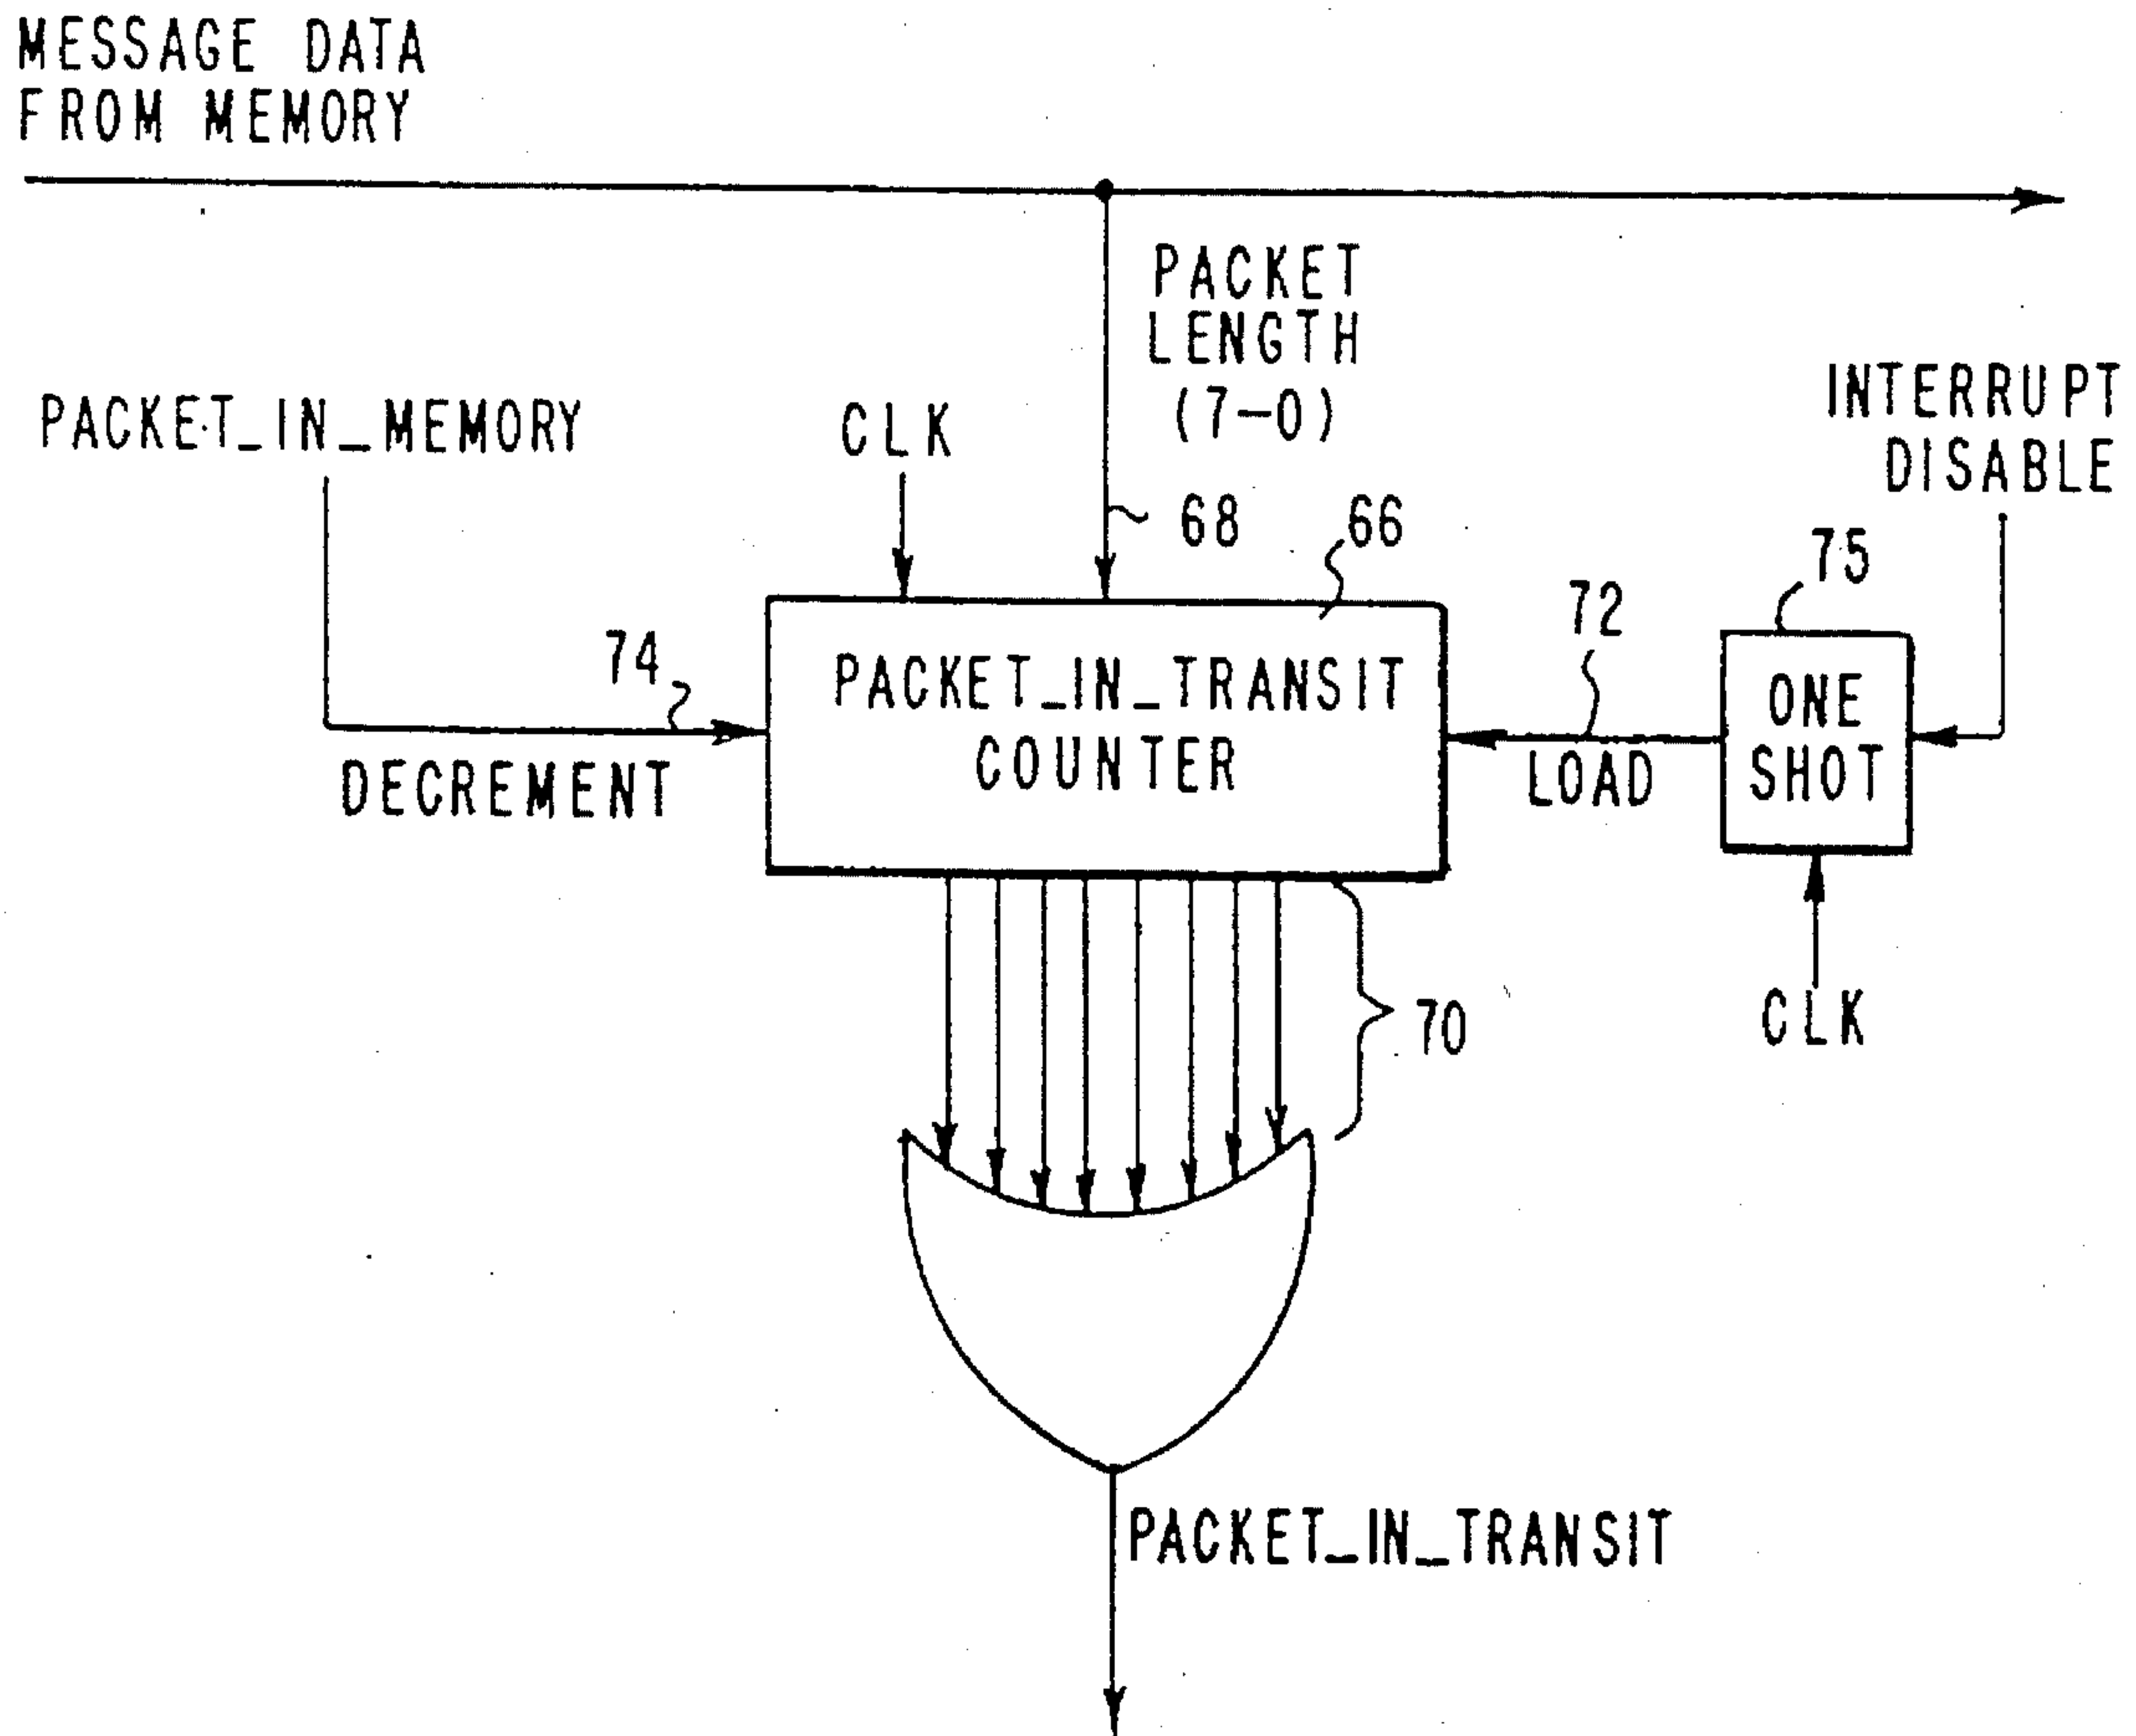 MESSAGE DATA
FROM MEMORY
PACKET
LENGTH
(7-0)
INTERRUPT
DISABLE
PACKET_IN_MEMORY
CLK
68
66
75
72
74
PACKET_IN_TRANSIT
COUNTER
ONE
SHOT
DECREMENT
LOAD
70
CLK
PACKET_IN_TRANSIT